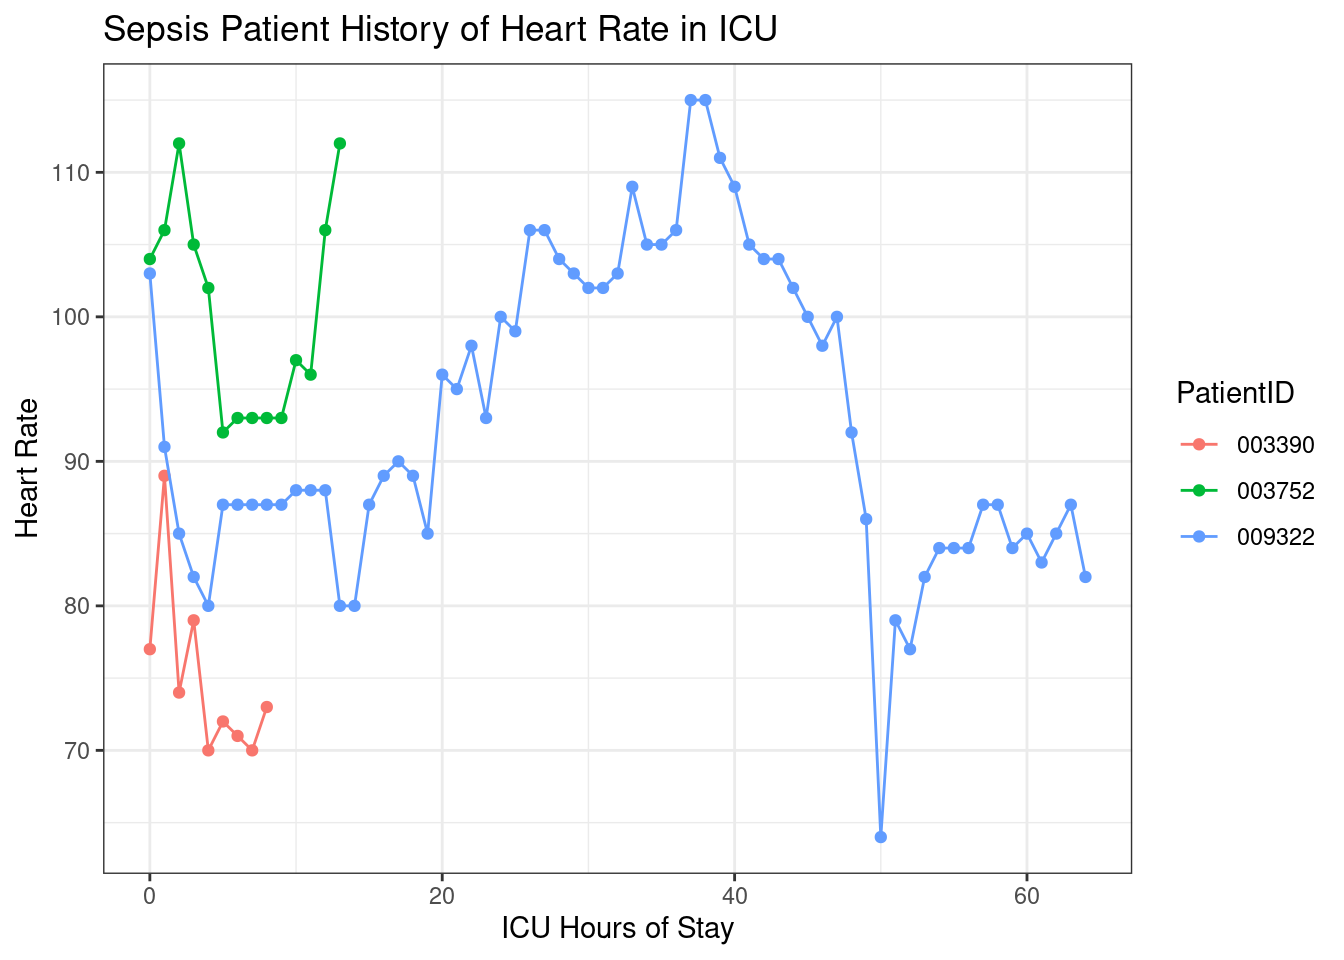 Sepsis Patient History of Heart Rate in ICU
110
100
90
80
70
Heart Rate
0 20 40 60
ICU Hours of Stay
PatientID
003390
003752
009322